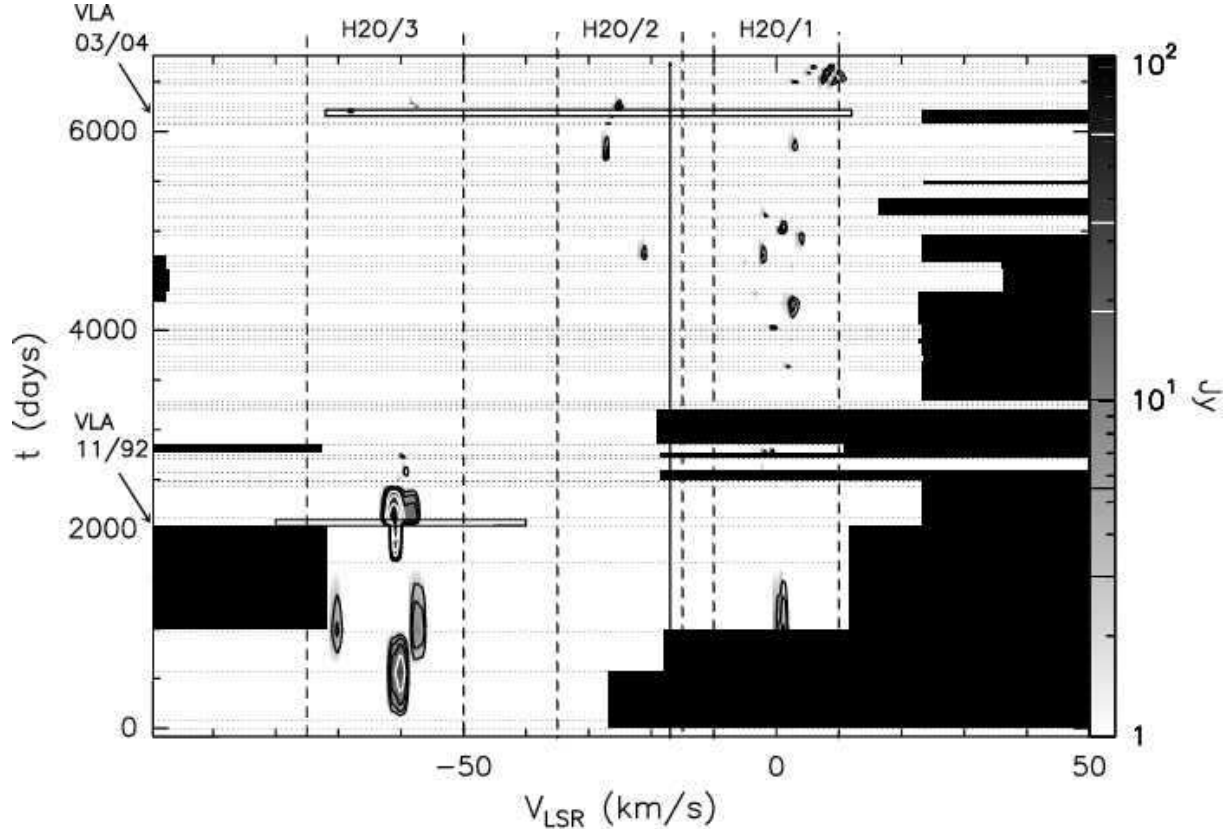 VLA
03/04
H2O/3
H2O/2
H2O/1
10²
6000
4000
t (days)
10¹
Jy
VLA
11/92
2000
0
1
−50
0
50
V_LSR (km/s)